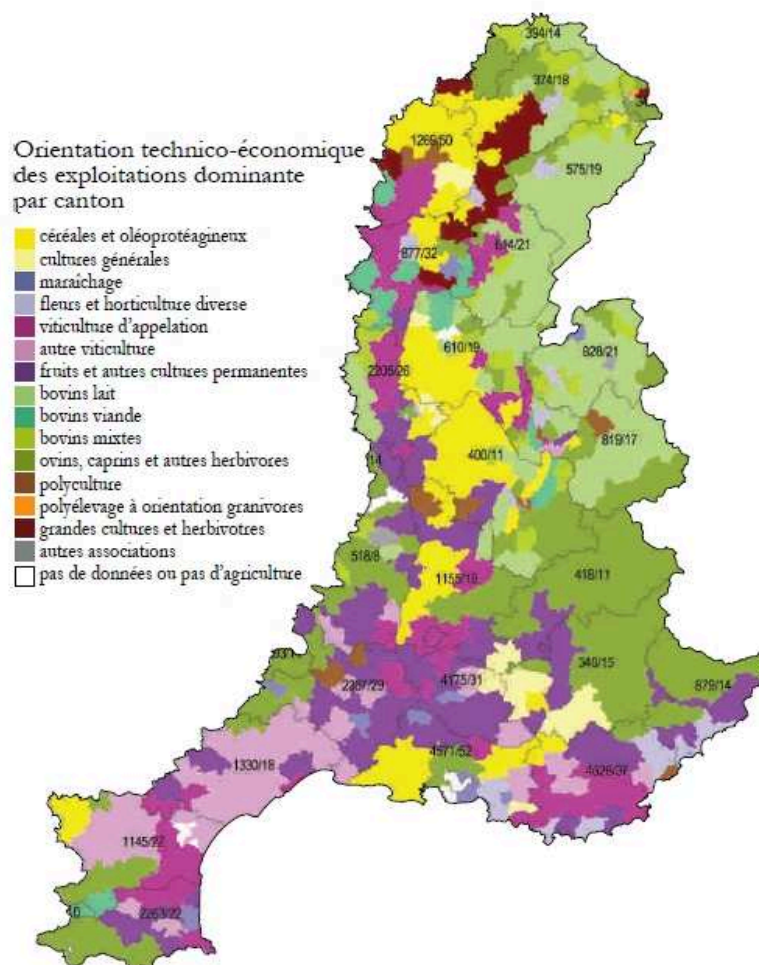 394/14
374/18
Orientation technico-économique
des exploitations dominante
par canton
1269/50
575/19
céréales et oléoprotéagineux
cultures générales
maraîchage
fleurs et horticulture diverse
viticulture d'appelation
autre viticulture
fruits et autres cultures permanentes
bovins lait
bovins viande
bovins mixtes
ovins, caprins et autres herbivores
polyculture
polyélevage à orientation granivores
grandes cultures et herbivotres
autres associations
pas de données ou pas d'agriculture
877/32
610/19
2205/26
819/17
400/11
518/8
1155/19
418/11
340/15
879/14
2287/29
4175/31
4571/52
1330/18
1145/22
2263/22